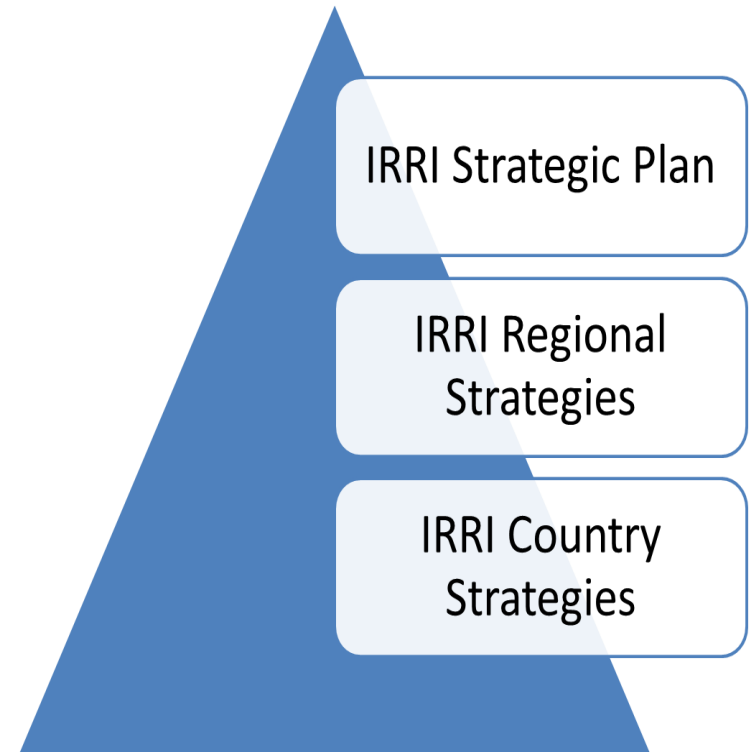 IRRI Strategic Plan
IRRI Regional
Strategies
IRRI Country
Strategies